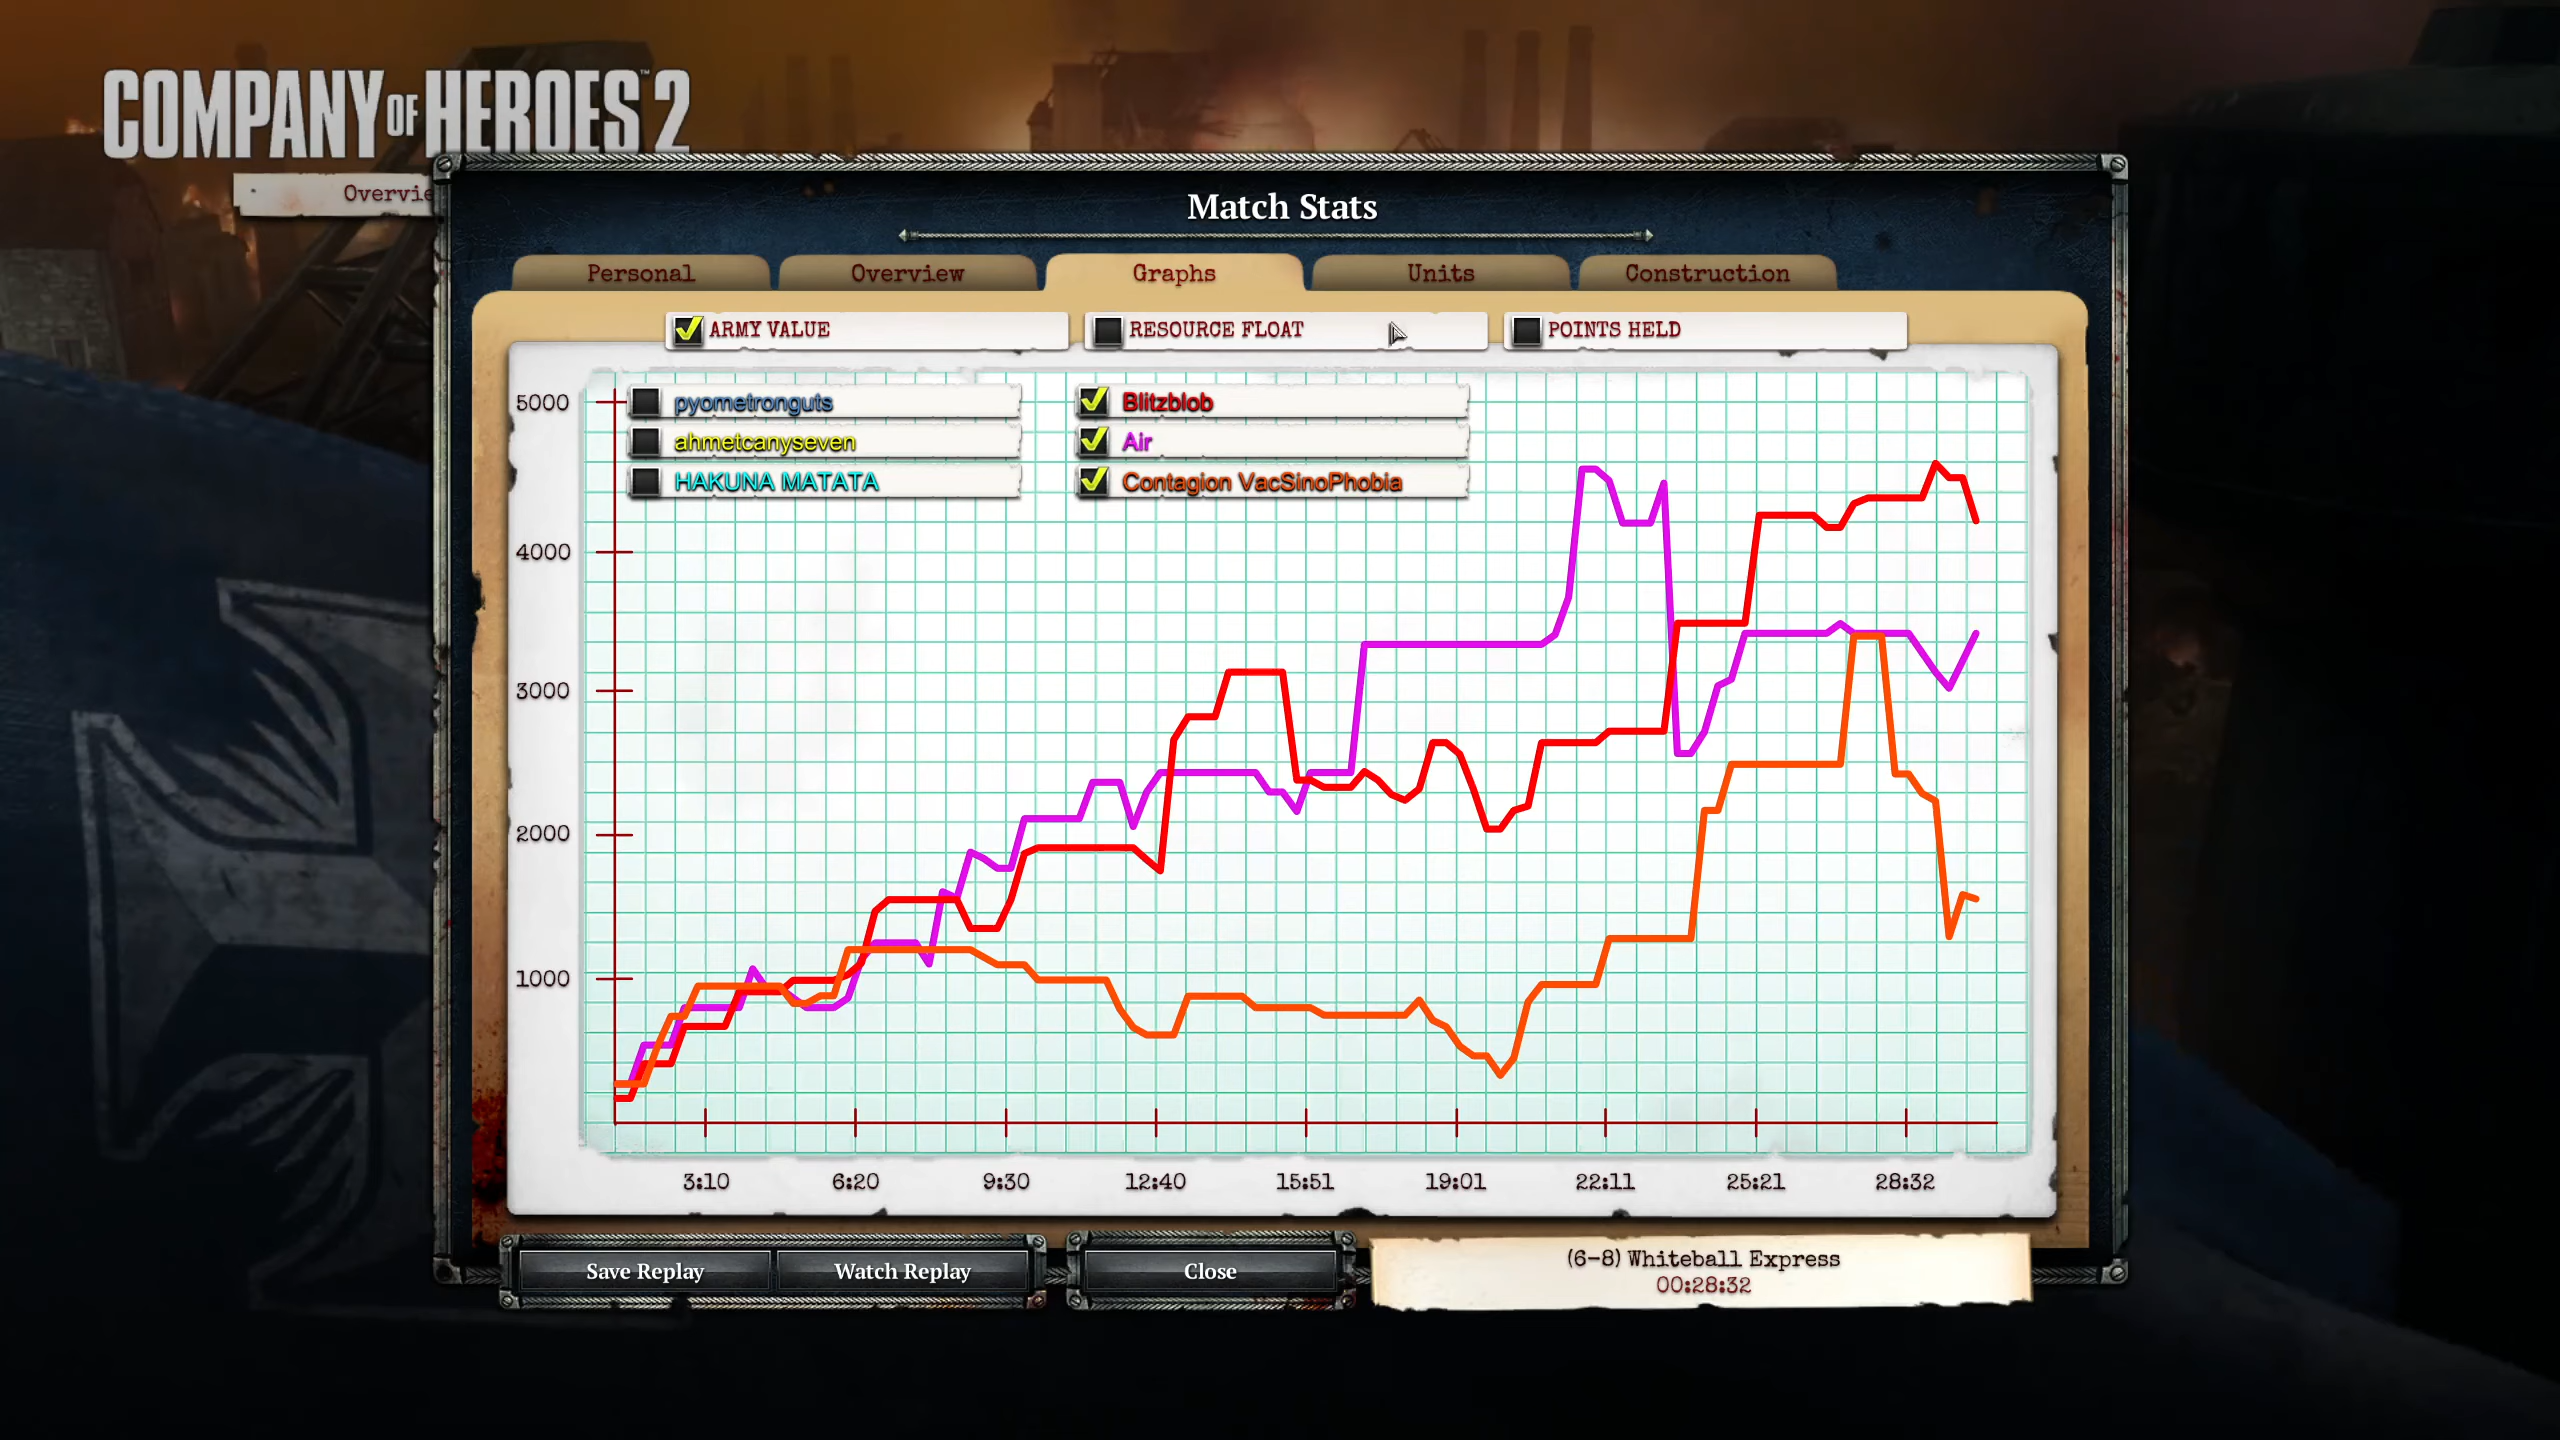 COMPANY OF HEROES 2™
Overvie
Match Stats
Personal
Overview
Graphs
Units
Construction
ARMY VALUE
RESOURCE FLOAT
POINTS HELD
pyometronguts
Blitzblob
ahmetcanyseven
Air
HAKUNA MATATA
Contagion VacSinoPhobia
5000
4000
3000
2000
1000
3:10
6:20
9:30
12:40
15:51
19:01
22:11
25:21
28:32
Save Replay
Watch Replay
Close
(6-8) Whiteball Express
00:28:32